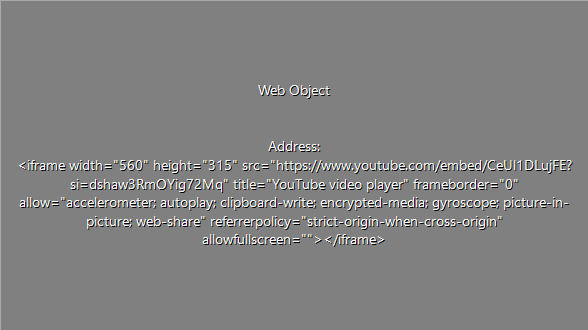 Web Object
Address:
<iframe width="560" height="315" src="https://www.youtube.com/embed/CeUI1DLujFE?
si=dshaw3RmOYig72Mq" title="YouTube video player" frameborder="0"
allow="accelerometer; autoplay; clipboard-write; encrypted-media; gyroscope; picture-in-
picture; web-share" referrerpolicy="strict-origin-when-cross-origin"
allowfullscreen=""></iframe>